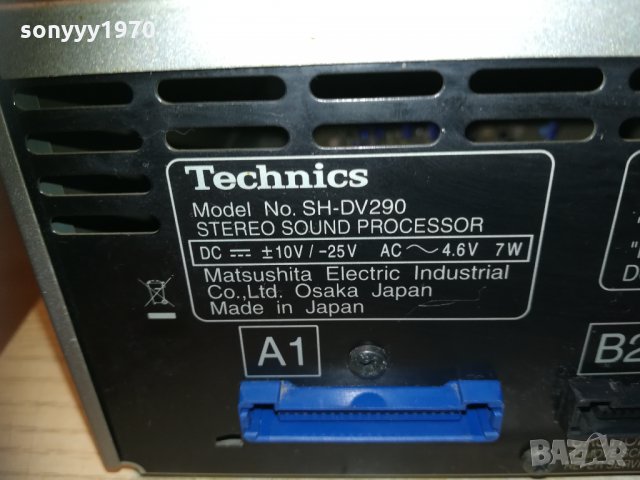 sonyyy1970
Technics
Model No. SH-DV290
STEREO SOUND PROCESSOR
DC ⎓ ±10V / -25V AC ～ 4.6V 7W
Matsushita Electric Industrial
Co.,Ltd. Osaka Japan
Made in Japan
A1
B2
bazar